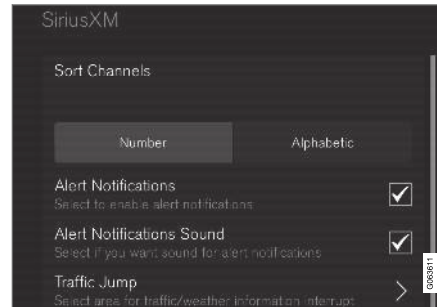 SiriusXM
Sort Channels
Number
Alphabetic
Alert Notifications
Select to enable alert notifications
Alert Notifications Sound
Select if you want sound for alert notifications
Traffic Jump
Select area for traffic/weather information interrupt
G063611